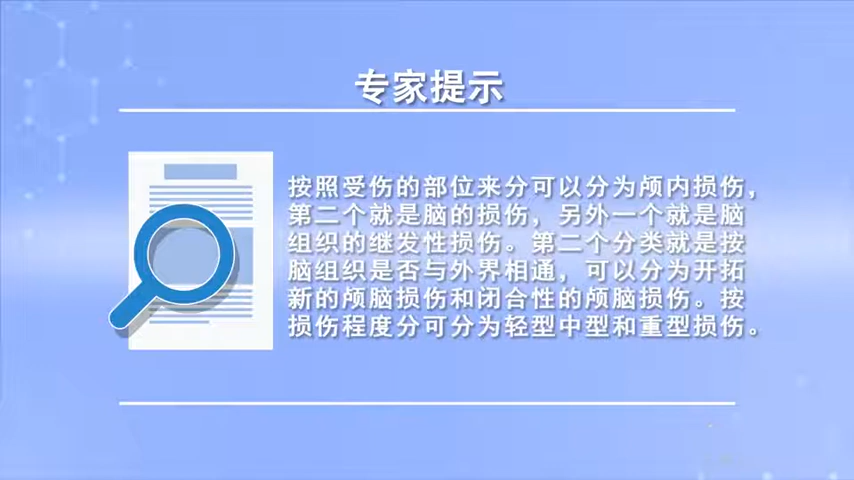 专家提示
按照受伤的部位来分可以分为颅内损伤，
第二个就是脑的损伤，另外一个就是脑
组织的继发性损伤。第二个分类就是按
脑组织是否与外界相通，可以分为开拓
新的颅脑损伤和闭合性的颅脑损伤。按
损伤程度分可分为轻型中型和重型损伤。